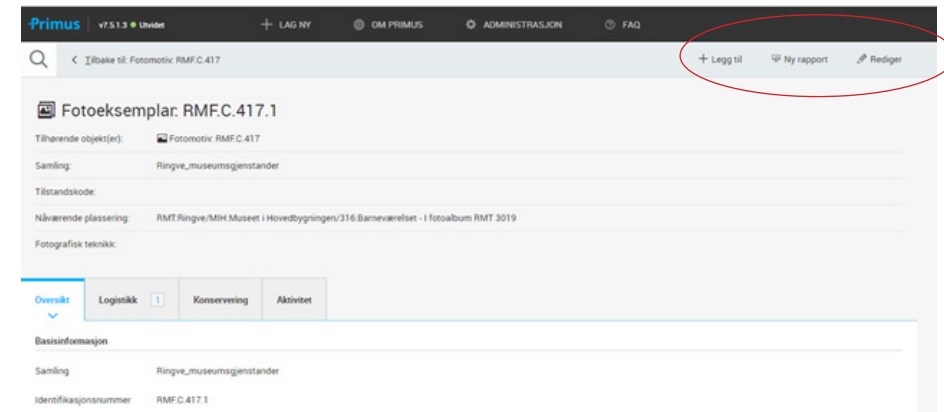 Primus v7.5.1.3 Utvidet LAG NY OM PRIMUS ADMINISTRASJON FAQ
Tilbake til: Fotomotiv: RMF.C.417 Legg til Ny rapport Rediger
Fotoeksemplar: RMF.C.417.1
Tilhørende objekt(er): Fotomotiv: RMF.C.417
Samling: Ringve_museumsgjenstander
Tilstandskode:
Nåværende plassering: RMT:Ringve/MIH:Museet i Hovedbygningen/316:Barneværelset - I fotoalbum RMT 3019
Fotografisk teknikk:
Oversikt Logistikk 1 Konservering Aktivitet
Basisinformasjon
Samling Ringve_museumsgjenstander
Identifikasjonsnummer RMF.C.417.1